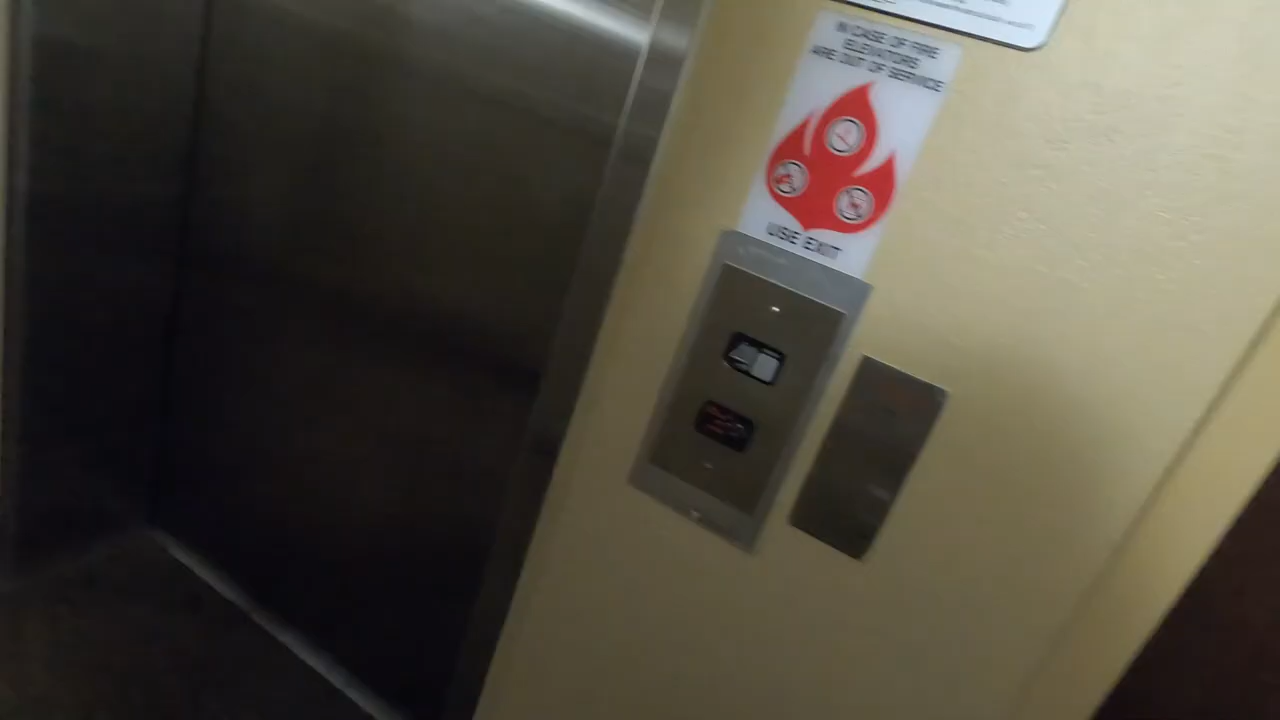 IN CASE OF FIRE
ELEVATORS
ARE OUT OF SERVICE
USE EXIT